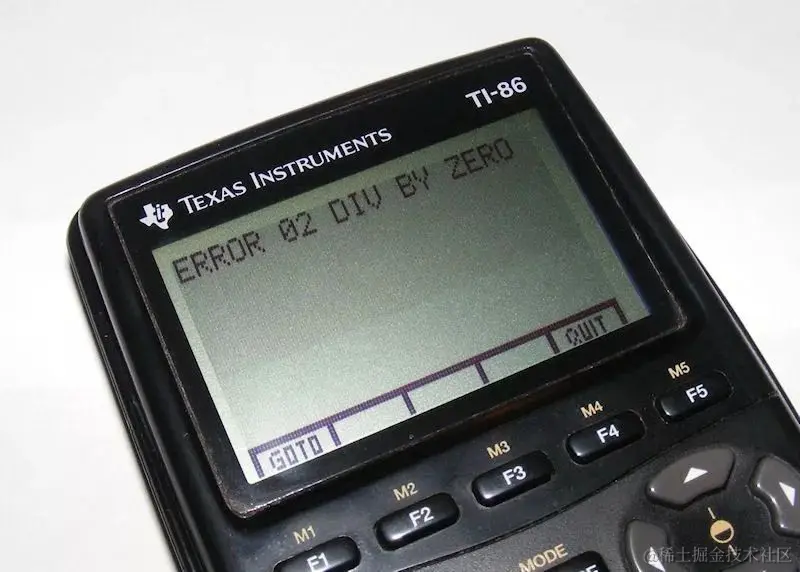 TI-86
TEXAS INSTRUMENTS
ERROR 02 DIV BY ZERO
GOTO QUIT
M1 M2 M3 M4 M5
F1 F2 F3 F4 F5
MODE
@稀土掘金技术社区